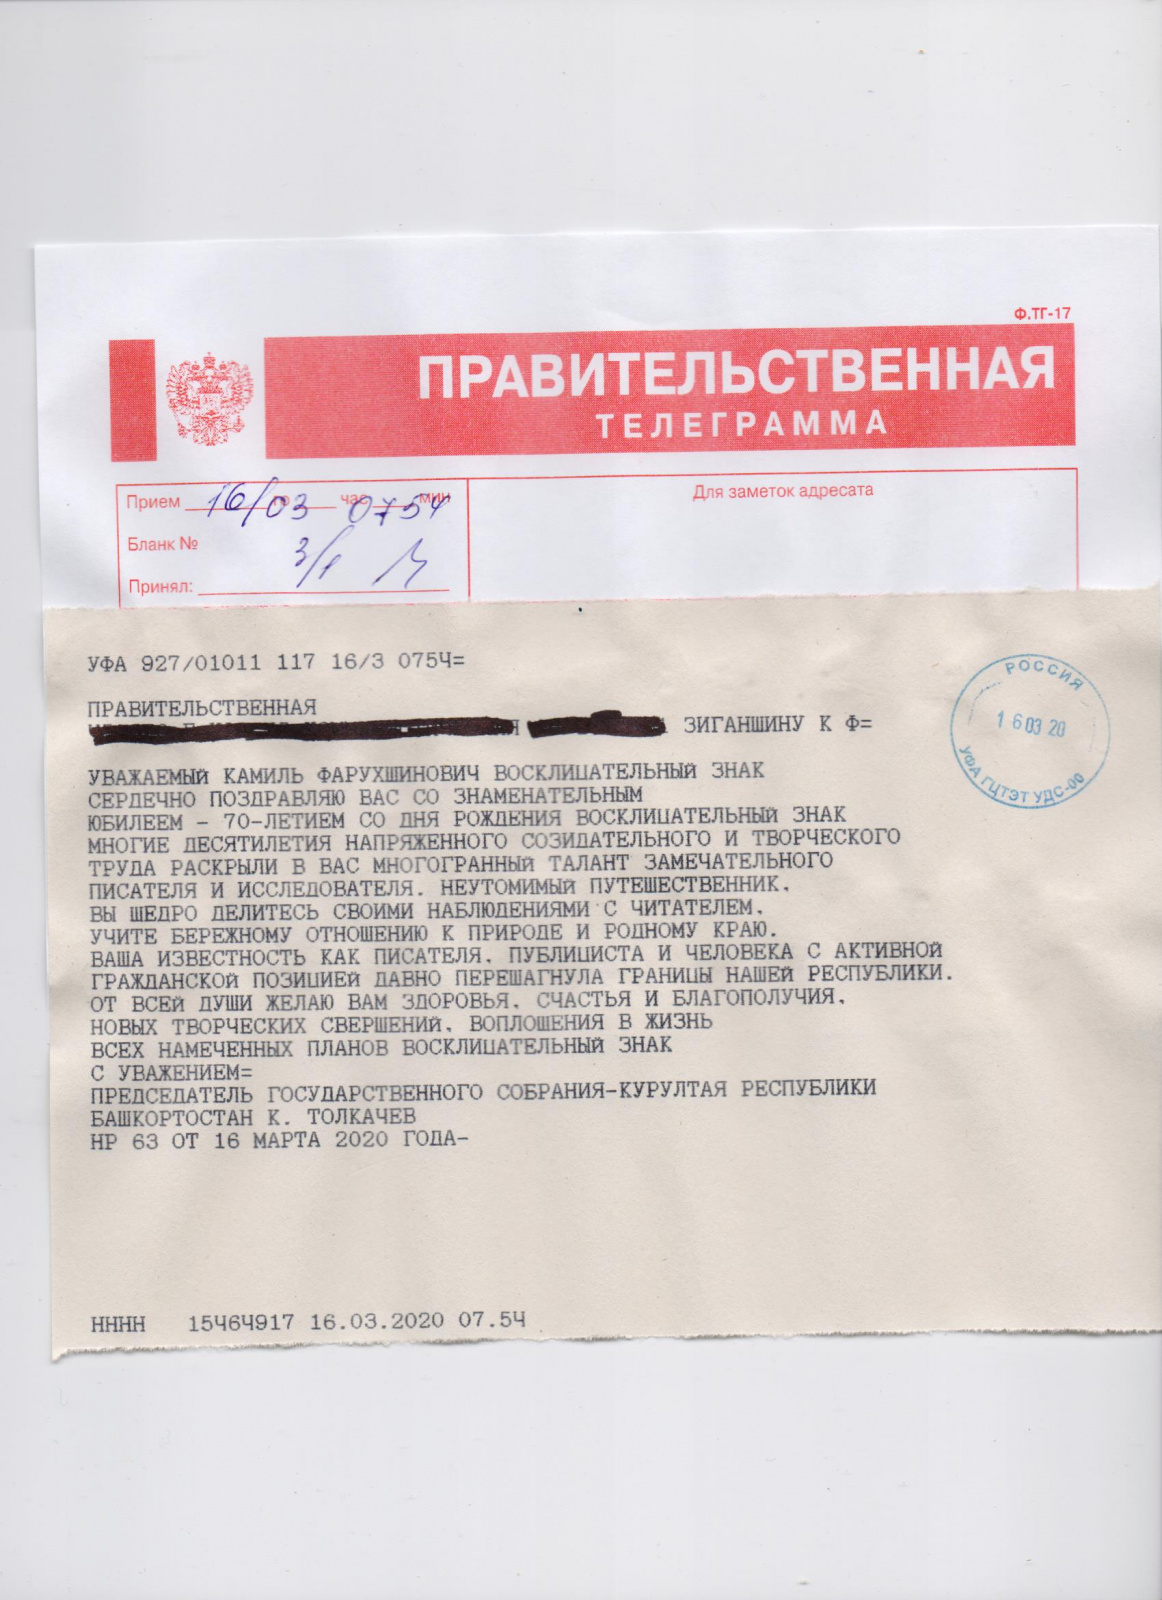 Ф.ТГ-17
ПРАВИТЕЛЬСТВЕННАЯ
ТЕЛЕГРАММА
Прием 16/03 го час 0754 мин
Для заметок адресата
Бланк № 3/1
Принял:
УФА 927/01011 117 16/3 075Ч=
РОССИЯ
16 03 20
УФА ГЦТЭТ УДС-00
ПРАВИТЕЛЬСТВЕННАЯ
ЗИГАНШИНУ К Ф=
УВАЖАЕМЫЙ КАМИЛЬ ФАРУХШИНОВИЧ ВОСКЛИЦАТЕЛЬНЫЙ ЗНАК
СЕРДЕЧНО ПОЗДРАВЛЯЮ ВАС СО ЗНАМЕНАТЕЛЬНЫМ
ЮБИЛЕЕМ - 70-ЛЕТИЕМ СО ДНЯ РОЖДЕНИЯ ВОСКЛИЦАТЕЛЬНЫЙ ЗНАК
МНОГИЕ ДЕСЯТИЛЕТИЯ НАПРЯЖЕННОГО СОЗИДАТЕЛЬНОГО И ТВОРЧЕСКОГО
ТРУДА РАСКРЫЛИ В ВАС МНОГОГРАННЫЙ ТАЛАНТ ЗАМЕЧАТЕЛЬНОГО
ПИСАТЕЛЯ И ИССЛЕДОВАТЕЛЯ. НЕУТОМИМЫЙ ПУТЕШЕСТВЕННИК,
ВЫ ЩЕДРО ДЕЛИТЕСЬ СВОИМИ НАБЛЮДЕНИЯМИ С ЧИТАТЕЛЕМ,
УЧИТЕ БЕРЕЖНОМУ ОТНОШЕНИЮ К ПРИРОДЕ И РОДНОМУ КРАЮ.
ВАША ИЗВЕСТНОСТЬ КАК ПИСАТЕЛЯ, ПУБЛИЦИСТА И ЧЕЛОВЕКА С АКТИВНОЙ
ГРАЖДАНСКОЙ ПОЗИЦИЕЙ ДАВНО ПЕРЕШАГНУЛА ГРАНИЦЫ НАШЕЙ РЕСПУБЛИКИ.
ОТ ВСЕЙ ДУШИ ЖЕЛАЮ ВАМ ЗДОРОВЬЯ, СЧАСТЬЯ И БЛАГОПОЛУЧИЯ,
НОВЫХ ТВОРЧЕСКИХ СВЕРШЕНИЙ, ВОПЛОЩЕНИЯ В ЖИЗНЬ
ВСЕХ НАМЕЧЕННЫХ ПЛАНОВ ВОСКЛИЦАТЕЛЬНЫЙ ЗНАК
С УВАЖЕНИЕМ=
ПРЕДСЕДАТЕЛЬ ГОСУДАРСТВЕННОГО СОБРАНИЯ-КУРУЛТАЯ РЕСПУБЛИКИ
БАШКОРТОСТАН К. ТОЛКАЧЕВ
НР 63 ОТ 16 МАРТА 2020 ГОДА-
НННН 15Ч6Ч917 16.03.2020 07.5Ч